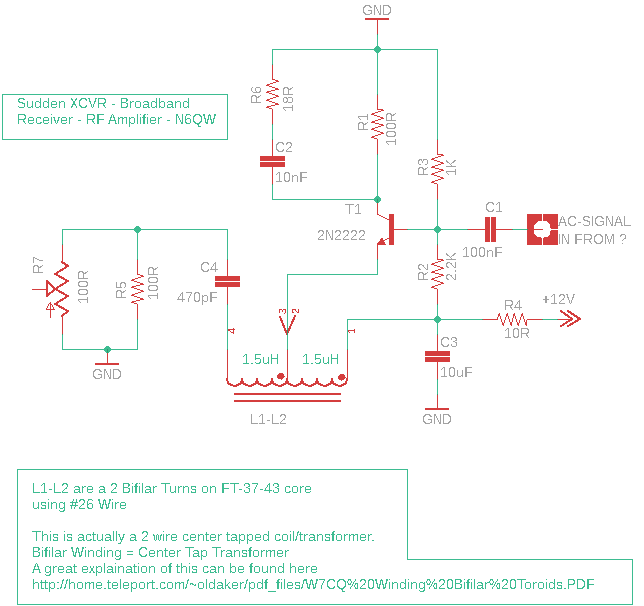 GND
R6
18R
R1
100R
Sudden XCVR - Broadband
Receiver - RF Amplifier - N6QW
C2
10nF
R3
1K
T1
2N2222
C1
100nF
AC-SIGNAL
IN FROM ?
R7
100R
R5
100R
C4
470pF
R2
2.2K
3
2
4
1
R4
10R
+12V
C3
10uF
GND
1.5uH
1.5uH
L1-L2
GND
L1-L2 are a 2 Bifilar Turns on FT-37-43 core
using #26 Wire
This is actually a 2 wire center tapped coil/transformer.
Bifilar Winding = Center Tap Transformer
A great explaination of this can be found here
http://home.teleport.com/~oldaker/pdf_files/W7CQ%20Winding%20Bifilar%20Toroids.PDF